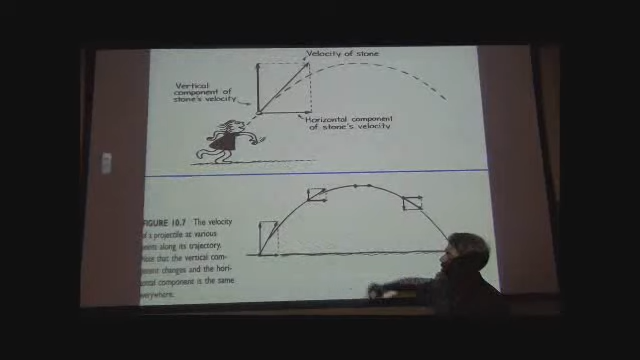 Velocity of stone
Vertical
component of
stone's velocity
Horizontal component
of stone's velocity
FIGURE 10.7 The velocity
of a projectile at various
points along its trajectory.
Note that the vertical com-
ponent changes and the hori-
zontal component is the same
everywhere.